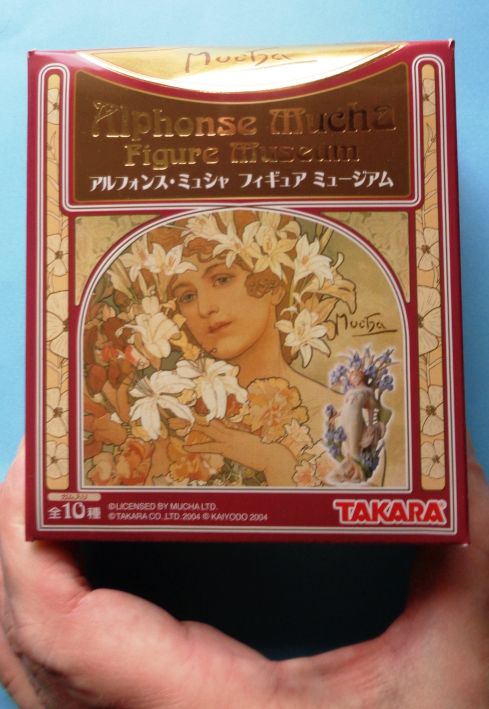 Mucha
Alphonse Mucha
Figure Museum
アルフォンス・ミュシャ フィギュア ミュージアム
Mucha
全10種
©LICENSED BY MUCHA LTD.
©TAKARA CO.,LTD. 2004 © KAIYODO 2004
TAKARA®